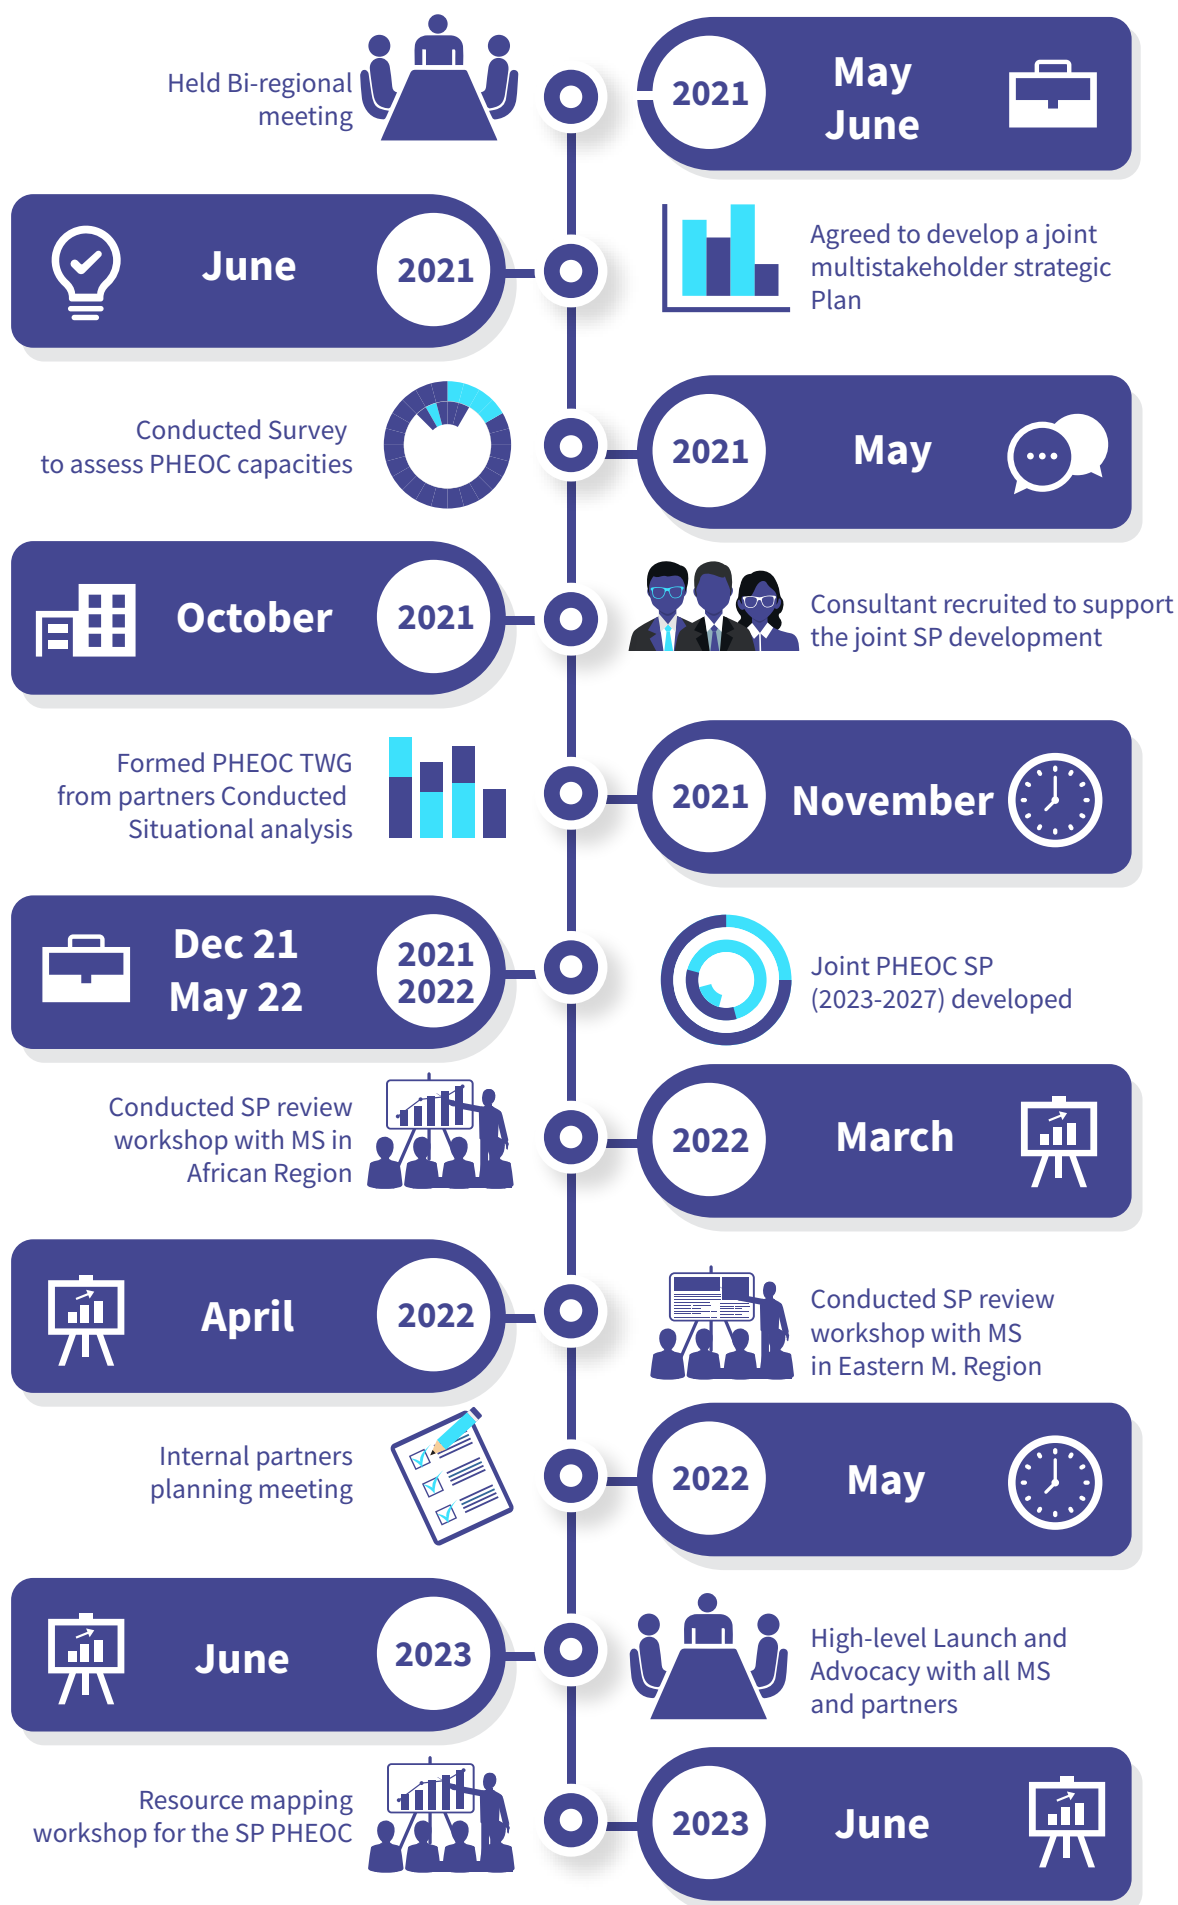 Held Bi-regional
meeting
2021
May
June
June
2021
Agreed to develop a joint
multistakeholder strategic
Plan
Conducted Survey
to assess PHEOC capacities
2021
May
October
2021
Consultant recruited to support
the joint SP development
Formed PHEOC TWG
from partners Conducted
Situational analysis
2021
November
Dec 21
May 22
2021
2022
Joint PHEOC SP
(2023-2027) developed
Conducted SP review
workshop with MS in
African Region
2022
March
April
2022
Conducted SP review
workshop with MS
in Eastern M. Region
Internal partners
planning meeting
2022
May
June
2023
High-level Launch and
Advocacy with all MS
and partners
Resource mapping
workshop for the SP PHEOC
2023
June